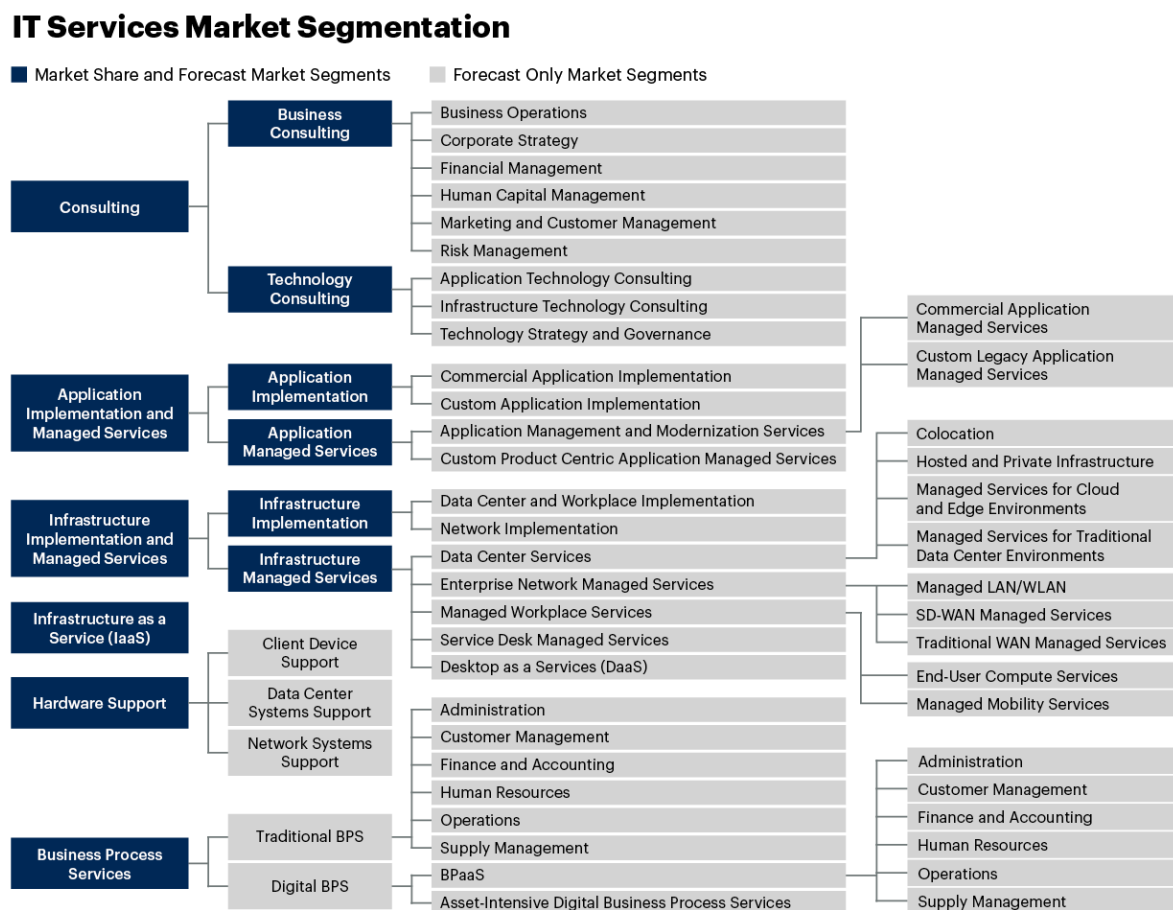 IT Services Market Segmentation
Market Share and Forecast Market Segments
Forecast Only Market Segments
Consulting
Business
Consulting
Business Operations
Corporate Strategy
Financial Management
Human Capital Management
Marketing and Customer Management
Risk Management
Technology
Consulting
Application Technology Consulting
Infrastructure Technology Consulting
Technology Strategy and Governance
Application
Implementation and
Managed Services
Application
Implementation
Commercial Application Implementation
Custom Application Implementation
Application
Managed Services
Application Management and Modernization Services
Commercial Application
Managed Services
Custom Legacy Application
Managed Services
Custom Product Centric Application Managed Services
Infrastructure
Implementation and
Managed Services
Infrastructure
Implementation
Data Center and Workplace Implementation
Network Implementation
Infrastructure
Managed Services
Data Center Services
Colocation
Hosted and Private Infrastructure
Managed Services for Cloud
and Edge Environments
Managed Services for Traditional
Data Center Environments
Enterprise Network Managed Services
Managed LAN/WLAN
SD-WAN Managed Services
Traditional WAN Managed Services
Managed Workplace Services
End-User Compute Services
Managed Mobility Services
Service Desk Managed Services
Desktop as a Services (DaaS)
Infrastructure as a
Service (IaaS)
Hardware Support
Client Device
Support
Data Center
Systems Support
Network Systems
Support
Business Process
Services
Traditional BPS
Administration
Customer Management
Finance and Accounting
Human Resources
Operations
Supply Management
Digital BPS
BPaaS
Administration
Customer Management
Finance and Accounting
Human Resources
Operations
Supply Management
Asset-Intensive Digital Business Process Services